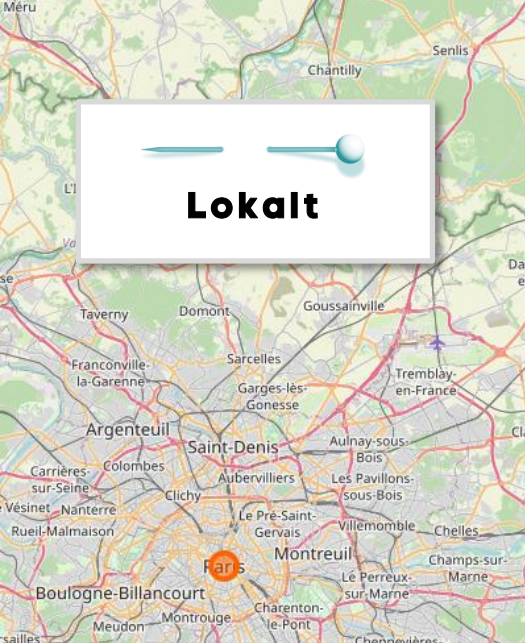 Méru
Senlis
Chantilly
Lokalt
Taverny
Domont
Goussainville
Sarcelles
Franconville-
la-Garenne
Tremblay-
en-France
Garges-lès-
Gonesse
Argenteuil
Saint-Denis
Aulnay-sous-
Bois
Carrières-
sur-Seine
Colombes
Aubervilliers
Les Pavillons-
sous-Bois
Clichy
Vésinet
Nanterre
Le Pré-Saint-
Gervais
Villemomble
Rueil-Malmaison
Chelles
Montreuil
Paris
Champs-sur-
Marne
Le Perreux-
sur-Marne
Boulogne-Billancourt
Charenton-
le-Pont
Montrouge
Meudon
Chennevières-